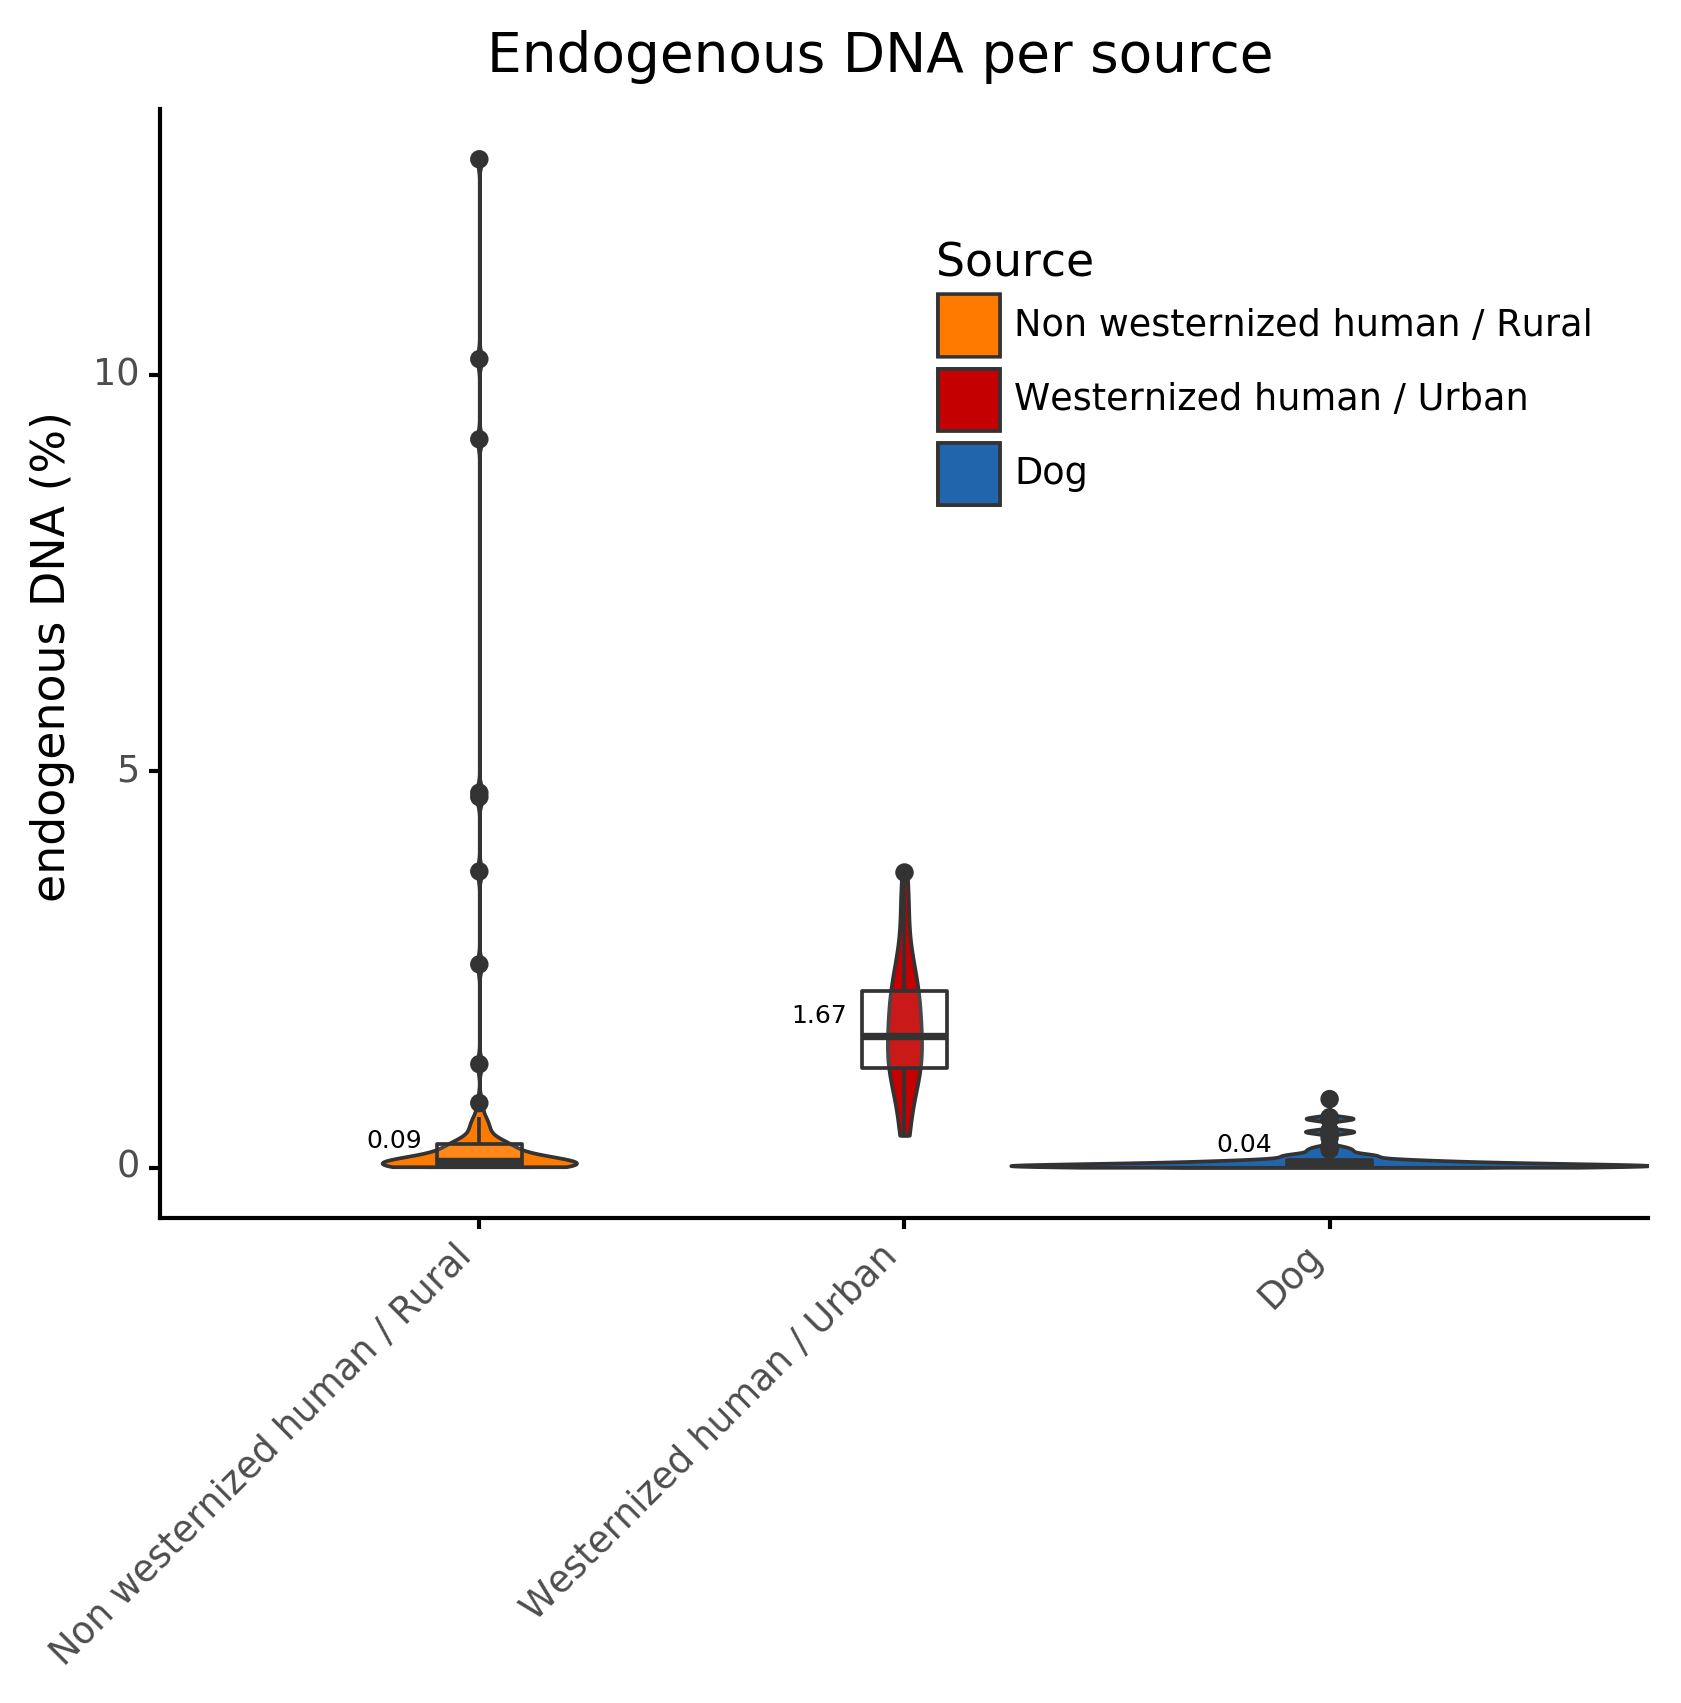 Endogenous DNA per source
endogenous DNA (%)
10
5
0
Source
Non westernized human / Rural
Westernized human / Urban
Dog
0.09
1.67
0.04
Non westernized human / Rural
Westernized human / Urban
Dog